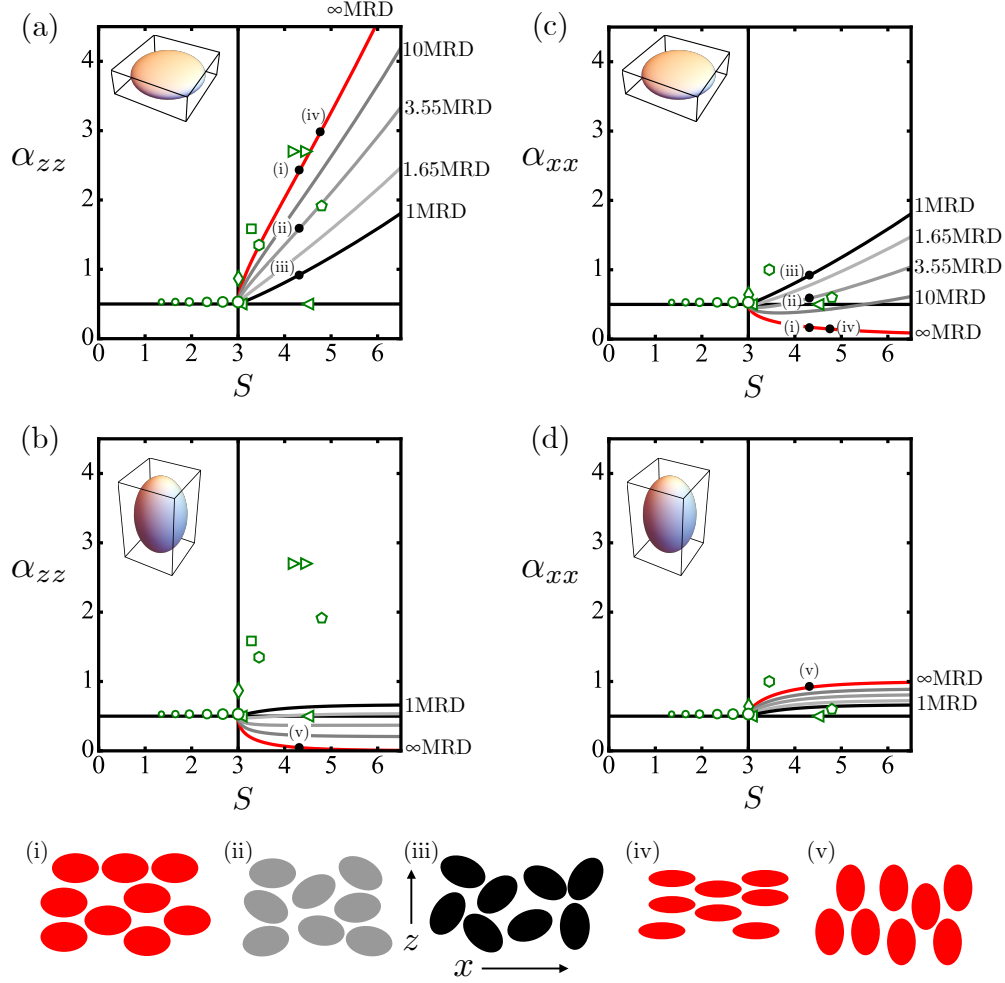 (a)
∞MRD
10MRD
3.55MRD
1.65MRD
1MRD
4
3
2
1
0
α_zz
(iv)
(i)
(ii)
(iii)
0 1 2 3 4 5 6
S
(c)
4
3
2
1
0
α_xx
1MRD
1.65MRD
3.55MRD
10MRD
∞MRD
(iii)
(ii)
(i)
(iv)
0 1 2 3 4 5 6
S
(b)
4
3
2
1
0
α_zz
1MRD
∞MRD
(v)
0 1 2 3 4 5 6
S
(d)
4
3
2
1
0
α_xx
(v)
∞MRD
1MRD
0 1 2 3 4 5 6
S
(i)
(ii)
(iii)
(iv)
(v)
z
x